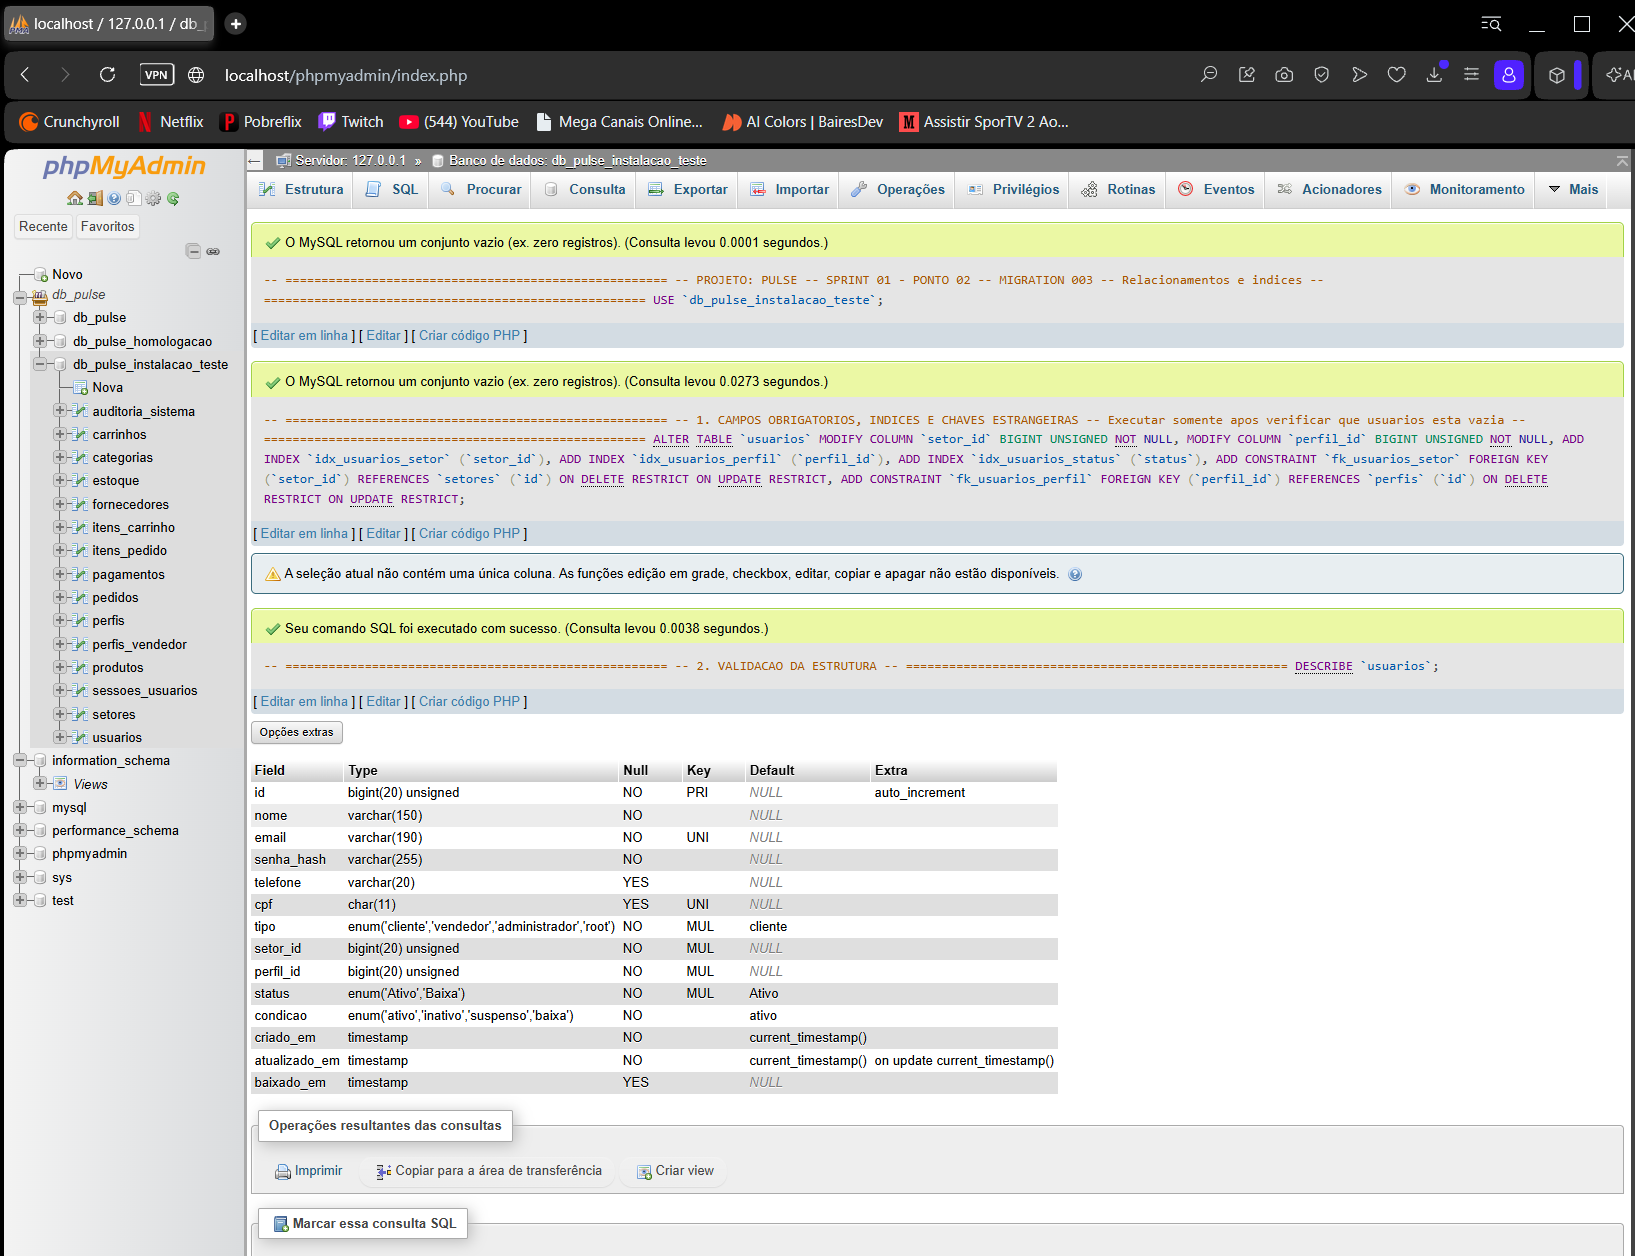 localhost / 127.0.0.1 / db_
VPN
localhost/phpmyadmin/index.php
AI
Crunchyroll
Netflix
Pobreflix
Twitch
(544) YouTube
Mega Canais Online...
AI Colors | BairesDev
Assistir SporTV 2 Ao...
phpMyAdmin
Recente
Favoritos
Novo
db_pulse
db_pulse
db_pulse_homologacao
db_pulse_instalacao_teste
Nova
auditoria_sistema
carrinhos
categorias
estoque
fornecedores
itens_carrinho
itens_pedido
pagamentos
pedidos
perfis
perfis_vendedor
produtos
sessoes_usuarios
setores
usuarios
information_schema
Views
mysql
performance_schema
phpmyadmin
sys
test
Servidor: 127.0.0.1 » Banco de dados: db_pulse_instalacao_teste
Estrutura SQL Procurar Consulta Exportar Importar Operações Privilégios Rotinas Eventos Acionadores Monitoramento Mais
O MySQL retornou um conjunto vazio (ex. zero registros). (Consulta levou 0.0001 segundos.)
-- ===================================================== -- PROJETO: PULSE -- SPRINT 01 - PONTO 02 -- MIGRATION 003 -- Relacionamentos e indices --
===================================================== USE `db_pulse_instalacao_teste`;
[ Editar em linha ] [ Editar ] [ Criar código PHP ]
O MySQL retornou um conjunto vazio (ex. zero registros). (Consulta levou 0.0273 segundos.)
-- ===================================================== -- 1. CAMPOS OBRIGATORIOS, INDICES E CHAVES ESTRANGEIRAS -- Executar somente apos verificar que usuarios esta vazia --
===================================================== ALTER TABLE `usuarios` MODIFY COLUMN `setor_id` BIGINT UNSIGNED NOT NULL, MODIFY COLUMN `perfil_id` BIGINT UNSIGNED NOT NULL, ADD
INDEX `idx_usuarios_setor` (`setor_id`), ADD INDEX `idx_usuarios_perfil` (`perfil_id`), ADD INDEX `idx_usuarios_status` (`status`), ADD CONSTRAINT `fk_usuarios_setor` FOREIGN KEY
(`setor_id`) REFERENCES `setores` (`id`) ON DELETE RESTRICT ON UPDATE RESTRICT, ADD CONSTRAINT `fk_usuarios_perfil` FOREIGN KEY (`perfil_id`) REFERENCES `perfis` (`id`) ON DELETE
RESTRICT ON UPDATE RESTRICT;
[ Editar em linha ] [ Editar ] [ Criar código PHP ]
A seleção atual não contém uma única coluna. As funções edição em grade, checkbox, editar, copiar e apagar não estão disponíveis.
Seu comando SQL foi executado com sucesso. (Consulta levou 0.0038 segundos.)
-- ===================================================== -- 2. VALIDACAO DA ESTRUTURA -- ===================================================== DESCRIBE `usuarios`;
[ Editar em linha ] [ Editar ] [ Criar código PHP ]
Opções extras
Field Type Null Key Default Extra
id bigint(20) unsigned NO PRI NULL auto_increment
nome varchar(150) NO NULL
email varchar(190) NO UNI NULL
senha_hash varchar(255) NO NULL
telefone varchar(20) YES NULL
cpf char(11) YES UNI NULL
tipo enum('cliente','vendedor','administrador','root') NO MUL cliente
setor_id bigint(20) unsigned NO MUL NULL
perfil_id bigint(20) unsigned NO MUL NULL
status enum('Ativo','Baixa') NO MUL Ativo
condicao enum('ativo','inativo','suspenso','baixa') NO ativo
criado_em timestamp NO current_timestamp()
atualizado_em timestamp NO current_timestamp() on update current_timestamp()
baixado_em timestamp YES NULL
Operações resultantes das consultas
Imprimir Copiar para a área de transferência Criar view
Marcar essa consulta SQL